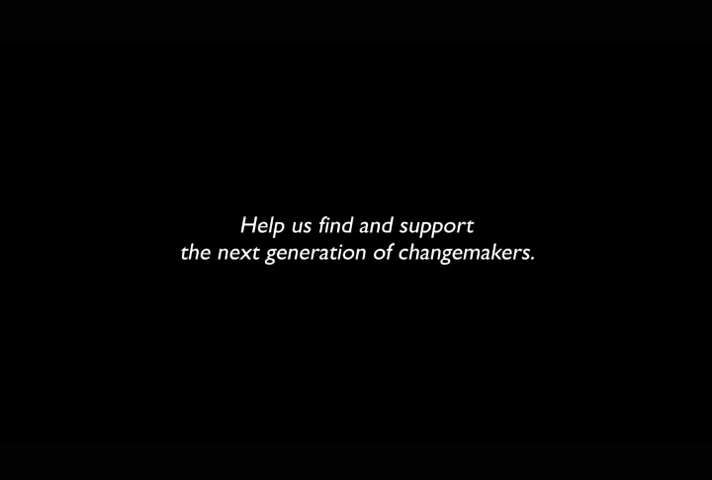 Help us find and support
the next generation of changemakers.